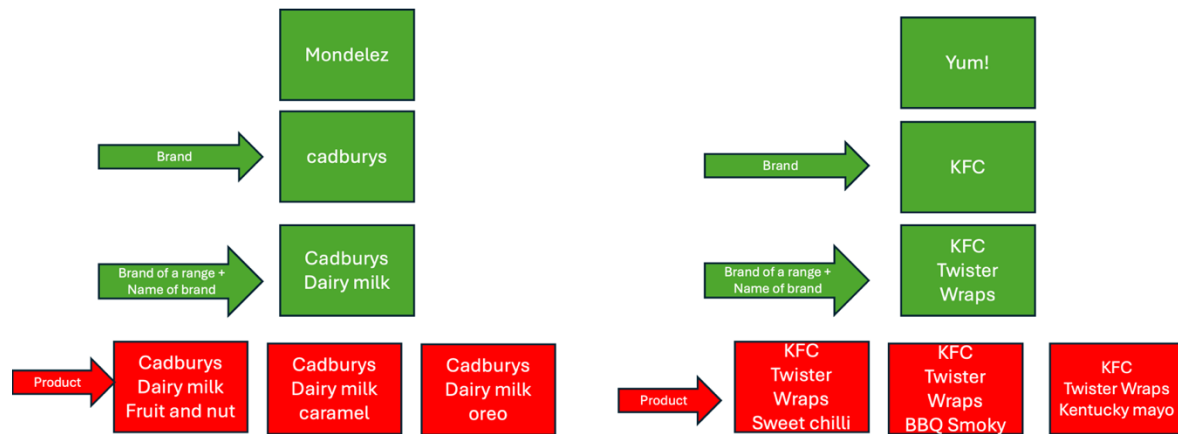 Mondelez
Brand
cadburys
Brand of a range +
Name of brand
Cadburys
Dairy milk
Product
Cadburys
Dairy milk
Fruit and nut
Cadburys
Dairy milk
caramel
Cadburys
Dairy milk
oreo
Yum!
Brand
KFC
Brand of a range +
Name of brand
KFC
Twister
Wraps
Product
KFC
Twister
Wraps
Sweet chilli
KFC
Twister
Wraps
BBQ Smoky
KFC
Twister Wraps
Kentucky mayo